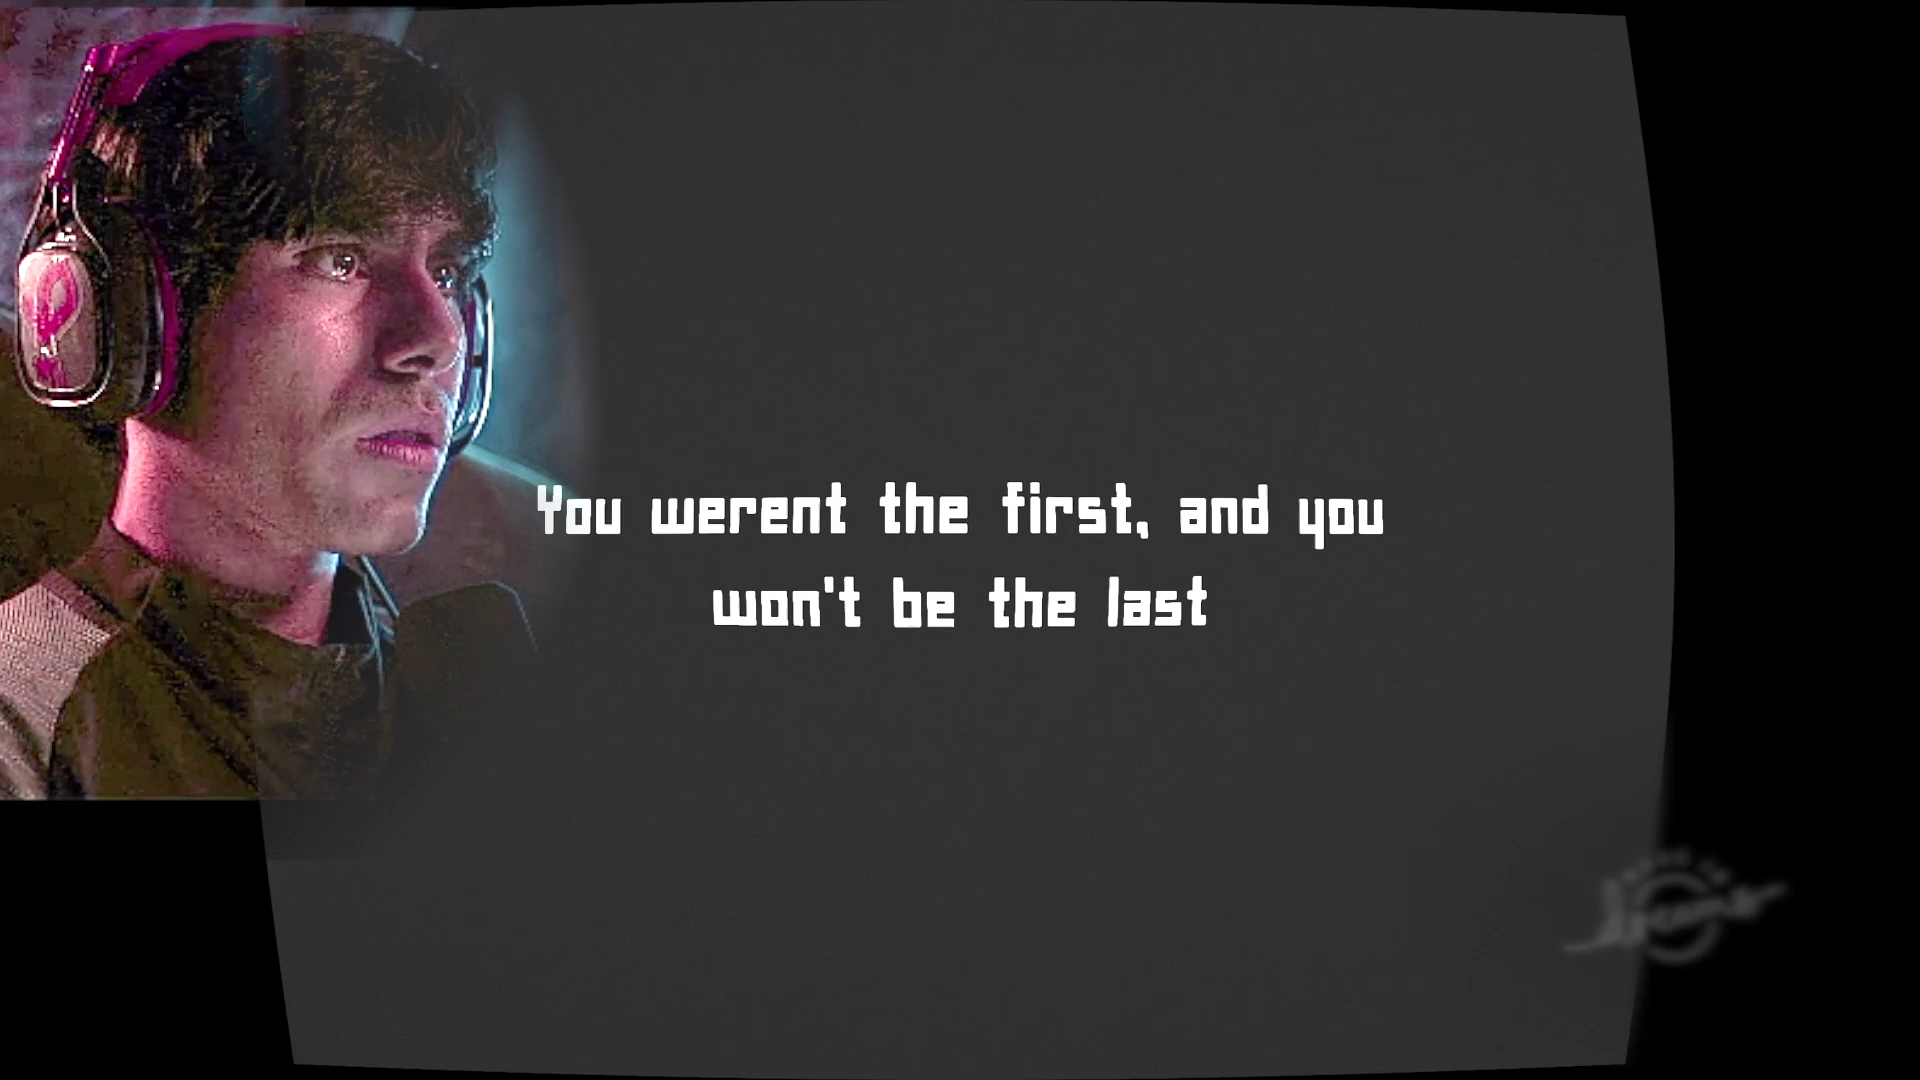 You werent the first, and you
won't be the last